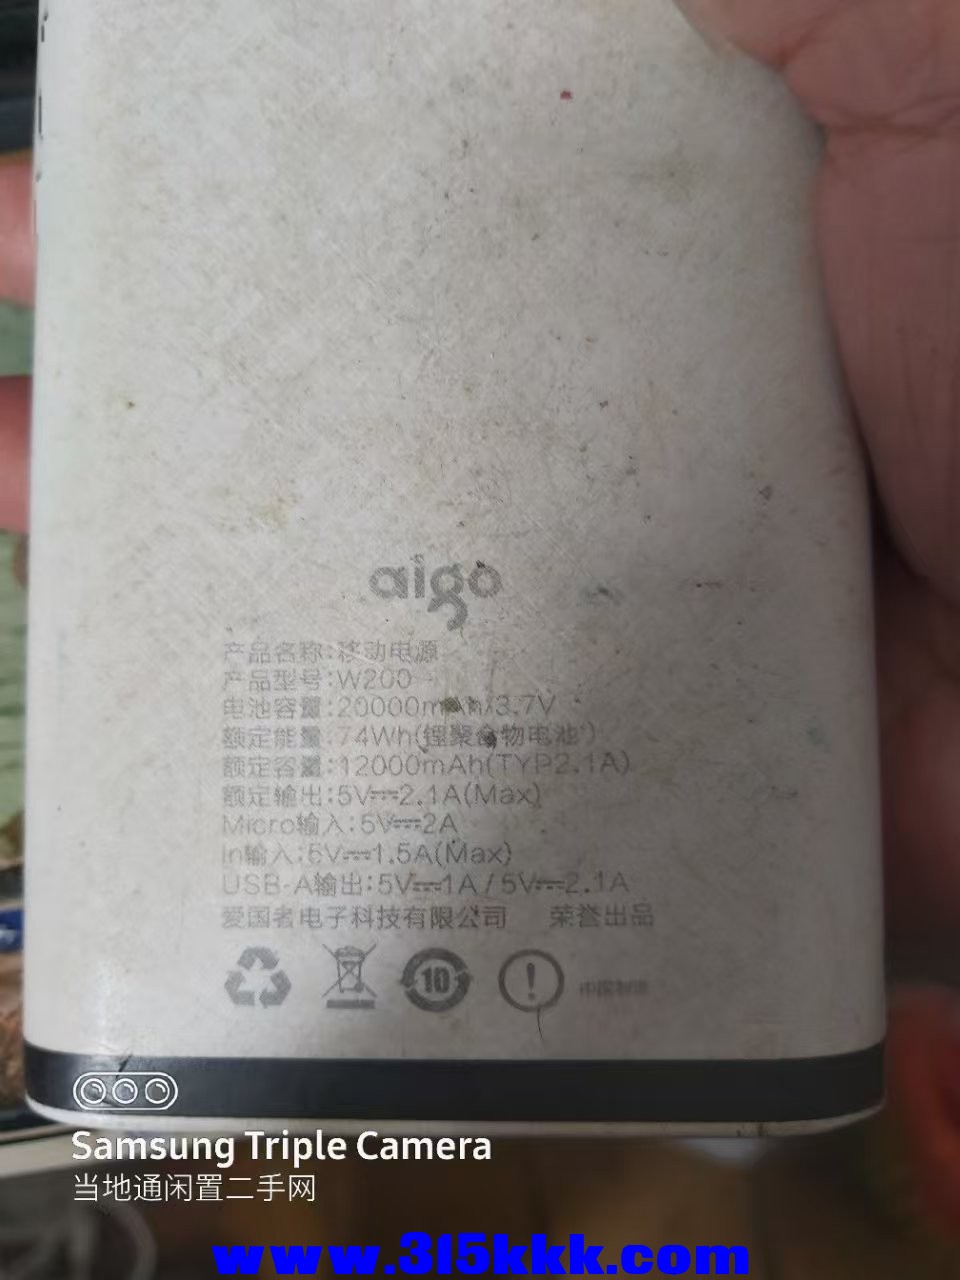 aigo
产品名称:移动电源
产品型号:W200
电池容量:20000mAh/3.7V
额定能量:74Wh(锂聚合物电池)
额定容量:12000mAh(TYP2.1A)
额定输出:5V⎓2.1A(Max)
Micro输入:5V⎓2A
In输入:5V⎓1.5A(Max)
USB-A输出:5V⎓1A/5V⎓2.1A
爱国者电子科技有限公司 荣誉出品
10
中国制造
Samsung Triple Camera
当地通闲置二手网
www.315kkk.com